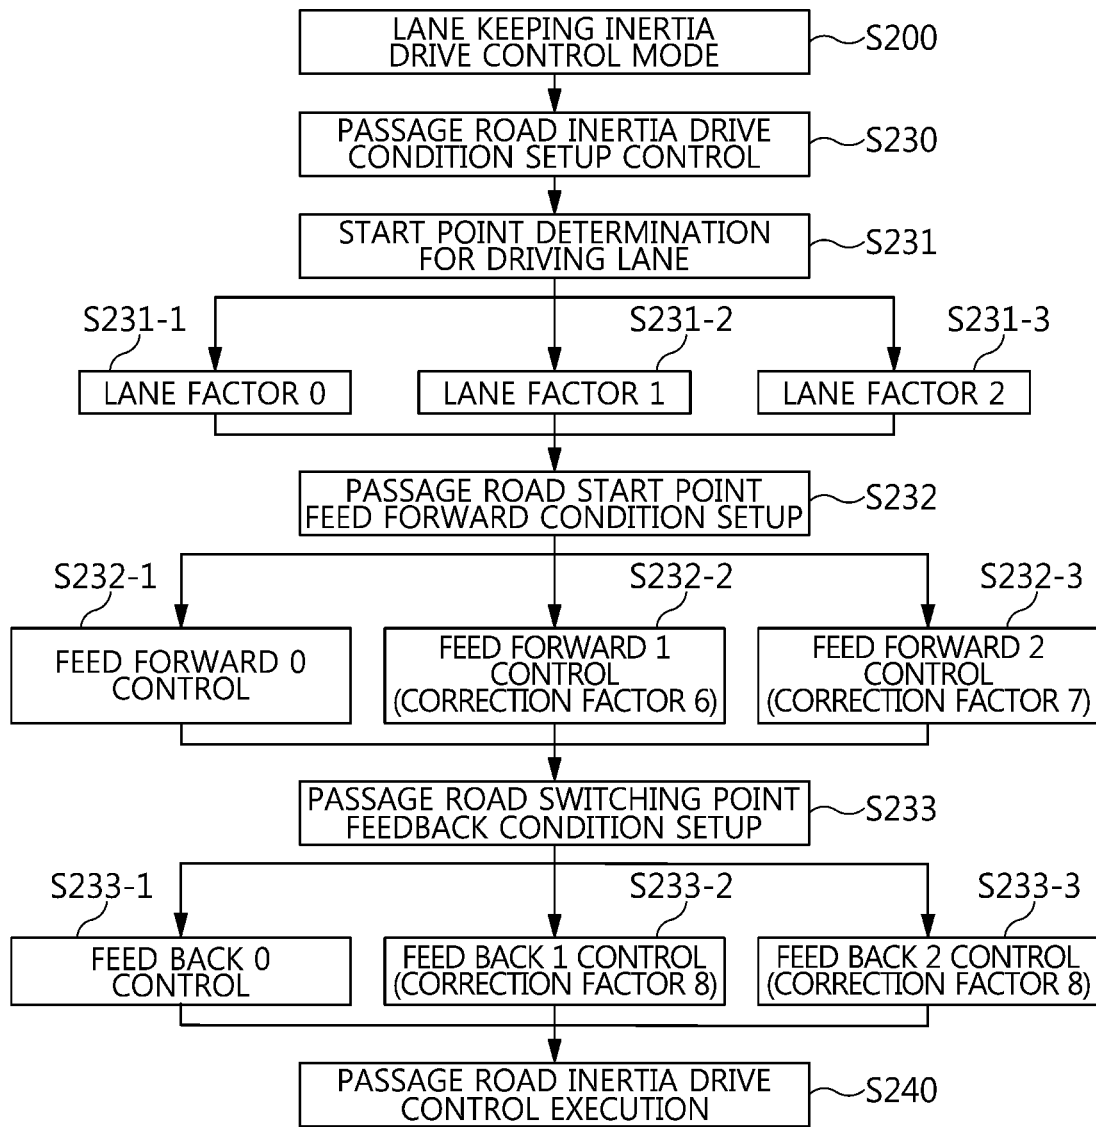 LANE KEEPING INERTIA
DRIVE CONTROL MODE
S200
PASSAGE ROAD INERTIA DRIVE
CONDITION SETUP CONTROL
S230
START POINT DETERMINATION
FOR DRIVING LANE
S231
S231-1
S231-2
S231-3
LANE FACTOR 0
LANE FACTOR 1
LANE FACTOR 2
PASSAGE ROAD START POINT
FEED FORWARD CONDITION SETUP
S232
S232-1
S232-2
S232-3
FEED FORWARD 0
CONTROL
FEED FORWARD 1
CONTROL
(CORRECTION FACTOR 6)
FEED FORWARD 2
CONTROL
(CORRECTION FACTOR 7)
PASSAGE ROAD SWITCHING POINT
FEEDBACK CONDITION SETUP
S233
S233-1
S233-2
S233-3
FEED BACK 0
CONTROL
FEED BACK 1 CONTROL
(CORRECTION FACTOR 8)
FEED BACK 2 CONTROL
(CORRECTION FACTOR 8)
PASSAGE ROAD INERTIA DRIVE
CONTROL EXECUTION
S240